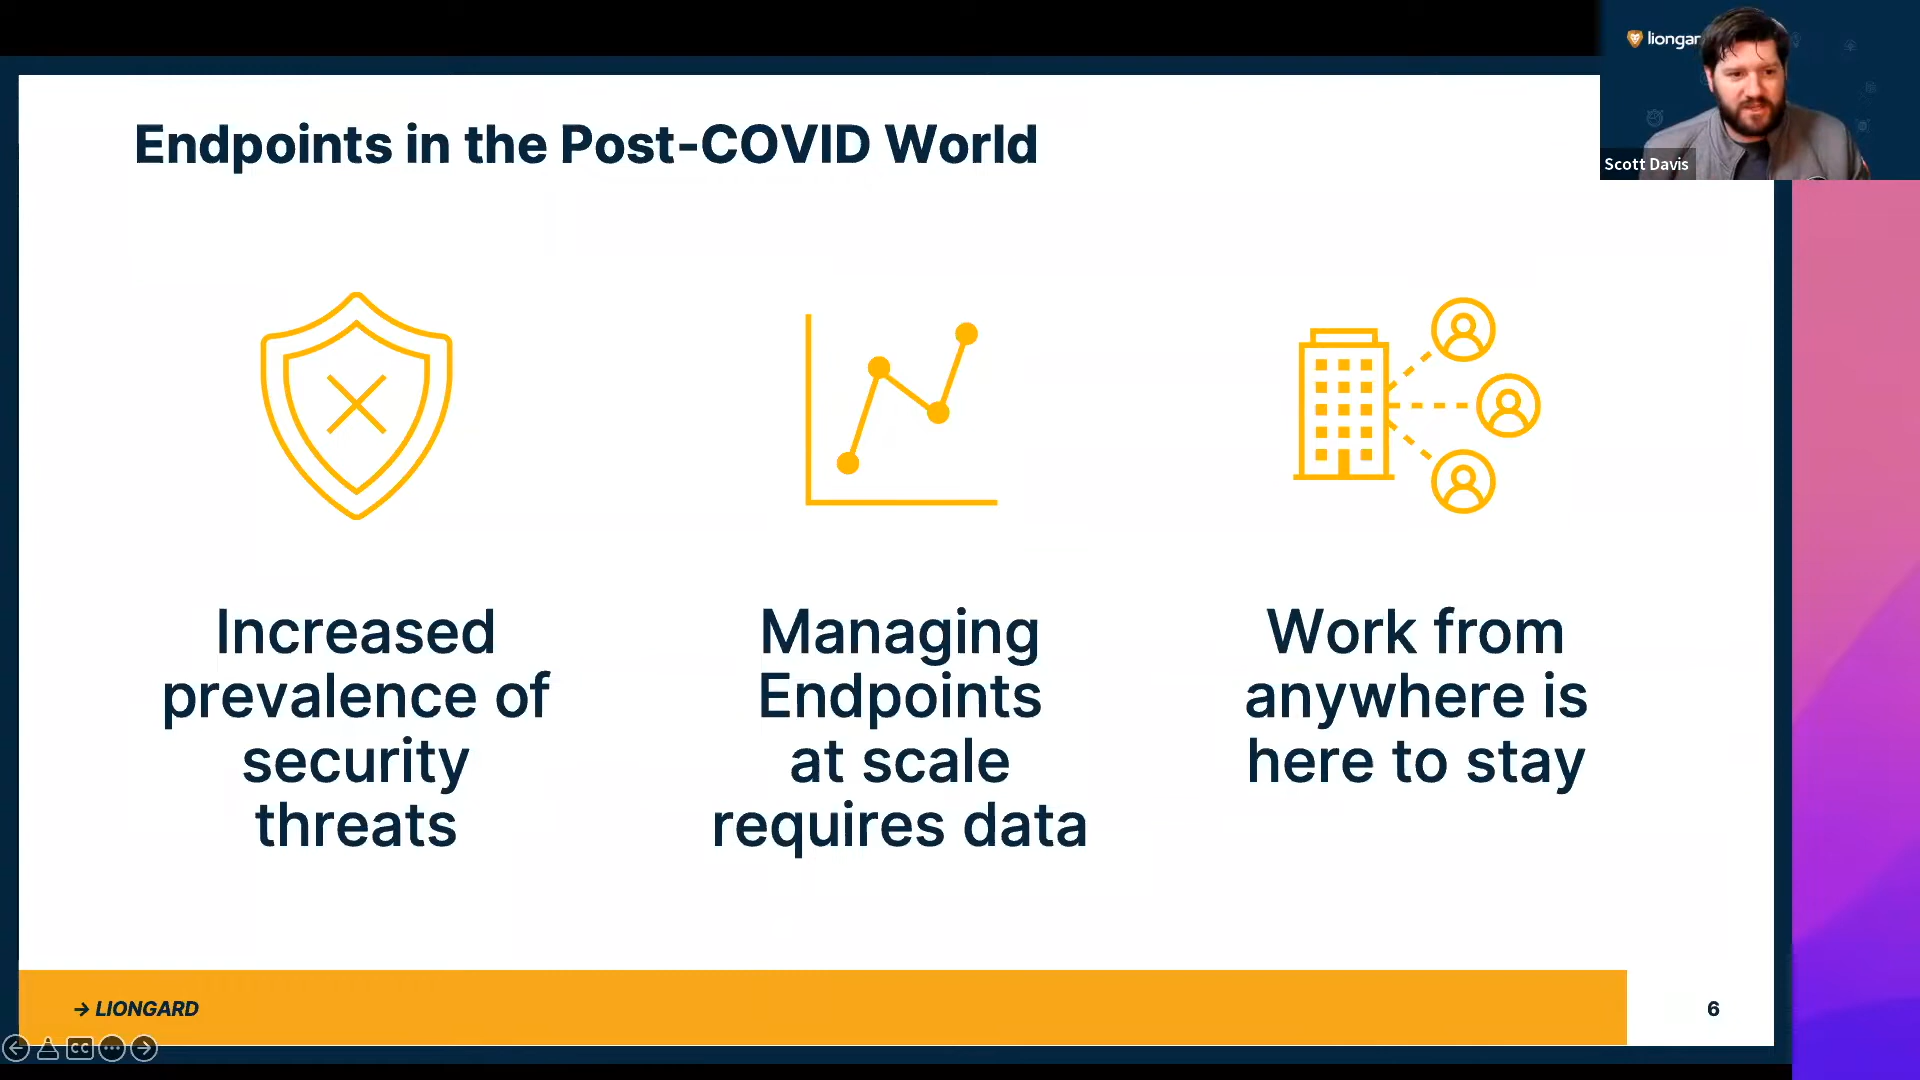 liongar
Scott Davis
Endpoints in the Post-COVID World
Increased
prevalence of
security
threats
Managing
Endpoints
at scale
requires data
Work from
anywhere is
here to stay
→ LIONGARD
6
CC